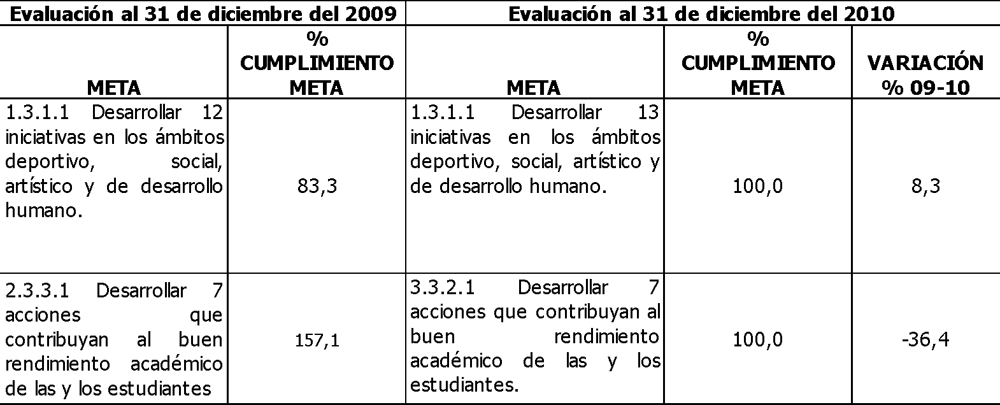 Evaluación al 31 de diciembre del 2009
Evaluación al 31 de diciembre del 2010
META
%
CUMPLIMIENTO
META
META
%
CUMPLIMIENTO
META
VARIACIÓN
% 09-10
1.3.1.1 Desarrollar 12
iniciativas en los ámbitos
deportivo, social,
artístico y de desarrollo
humano.
83,3
1.3.1.1 Desarrollar 13
iniciativas en los ámbitos
deportivo, social, artístico y
de desarrollo humano.
100,0
8,3
2.3.3.1 Desarrollar 7
acciones que
contribuyan al buen
rendimiento académico
de las y los estudiantes
157,1
3.3.2.1 Desarrollar 7
acciones que contribuyan al
buen rendimiento
académico de las y los
estudiantes.
100,0
-36,4